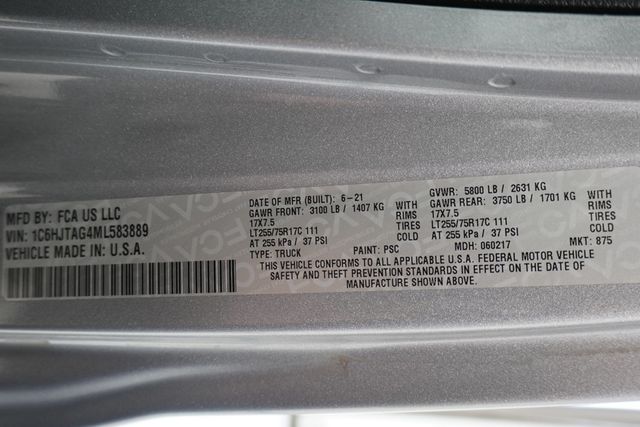 MFD BY: FCA US LLC
VIN: 1C6HJTAG4ML583889
VEHICLE MADE IN U.S.A.
DATE OF MFR (BUILT): 6-21
GAWR FRONT: 3100 LB / 1407 KG WITH
17X7.5 RIMS
LT255/75R17C 111 TIRES
AT 255 kPa / 37 PSI COLD
TYPE: TRUCK PAINT: PSC
GVWR: 5800 LB / 2631 KG
GAWR REAR: 3750 LB / 1701 KG WITH
17X7.5 RIMS
LT255/75R17C 111 TIRES
AT 255 kPa / 37 PSI COLD
MDH: 060217 MKT: 875
THIS VEHICLE CONFORMS TO ALL APPLICABLE U.S.A. FEDERAL MOTOR VEHICLE
SAFETY AND THEFT PREVENTION STANDARDS IN EFFECT ON THE DATE OF
MANUFACTURE SHOWN ABOVE.